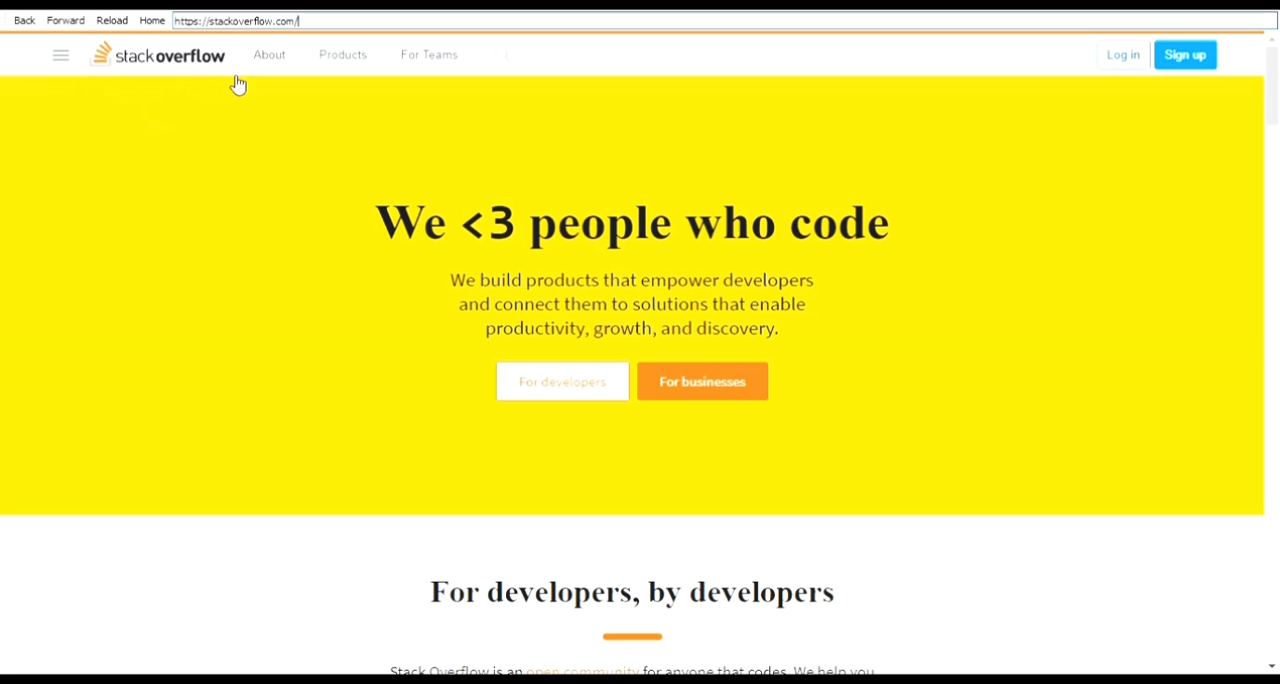 Back Forward Reload Home https://stackoverflow.com/
stack overflow About Products For Teams Log in Sign up
We <3 people who code
We build products that empower developers
and connect them to solutions that enable
productivity, growth, and discovery.
For developers For businesses
For developers, by developers
Stack Overflow is an open community for anyone that codes. We help you